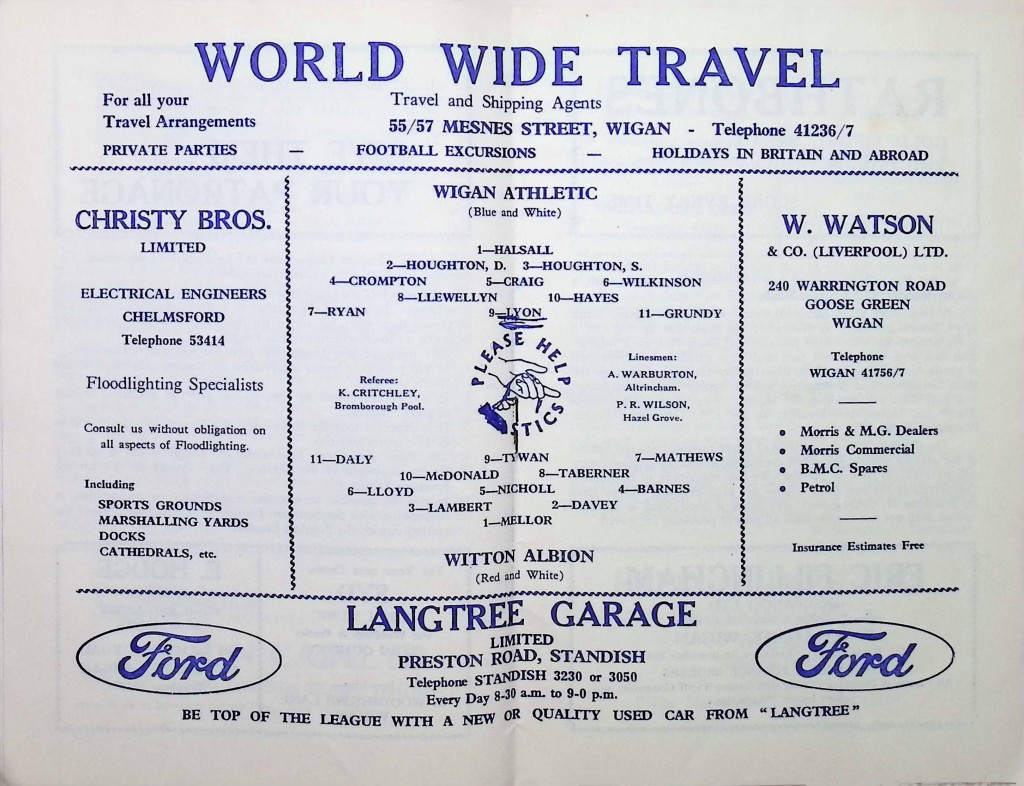 WORLD WIDE TRAVEL
For all your
Travel Arrangements
Travel and Shipping Agents
55/57 MESNES STREET, WIGAN - Telephone 41236/7
PRIVATE PARTIES — FOOTBALL EXCURSIONS — HOLIDAYS IN BRITAIN AND ABROAD
CHRISTY BROS.
LIMITED
ELECTRICAL ENGINEERS
CHELMSFORD
Telephone 53414
Floodlighting Specialists
Consult us without obligation on
all aspects of Floodlighting.
Including
SPORTS GROUNDS
MARSHALLING YARDS
DOCKS
CATHEDRALS, etc.
WIGAN ATHLETIC
(Blue and White)
1—HALSALL
2—HOUGHTON, D. 3—HOUGHTON, S.
4—CROMPTON 5—CRAIG 6—WILKINSON
8—LLEWELLYN 10—HAYES
7—RYAN 9—LYON 11—GRUNDY
PLEASE HELP
STICS
Referee:
K. CRITCHLEY,
Bromborough Pool.
Linesmen:
A. WARBURTON,
Altrincham.
P. R. WILSON,
Hazel Grove.
11—DALY 9—TYWAN 7—MATHEWS
10—McDONALD 8—TABERNER
6—LLOYD 5—NICHOLL 4—BARNES
3—LAMBERT 2—DAVEY
1—MELLOR
WITTON ALBION
(Red and White)
W. WATSON
& CO. (LIVERPOOL) LTD.
240 WARRINGTON ROAD
GOOSE GREEN
WIGAN
Telephone
WIGAN 41756/7
• Morris & M.G. Dealers
• Morris Commercial
• B.M.C. Spares
• Petrol
Insurance Estimates Free
Ford
LANGTREE GARAGE
LIMITED
PRESTON ROAD, STANDISH
Telephone STANDISH 3230 or 3050
Every Day 8-30 a.m. to 9-0 p.m.
Ford
BE TOP OF THE LEAGUE WITH A NEW OR QUALITY USED CAR FROM "LANGTREE"